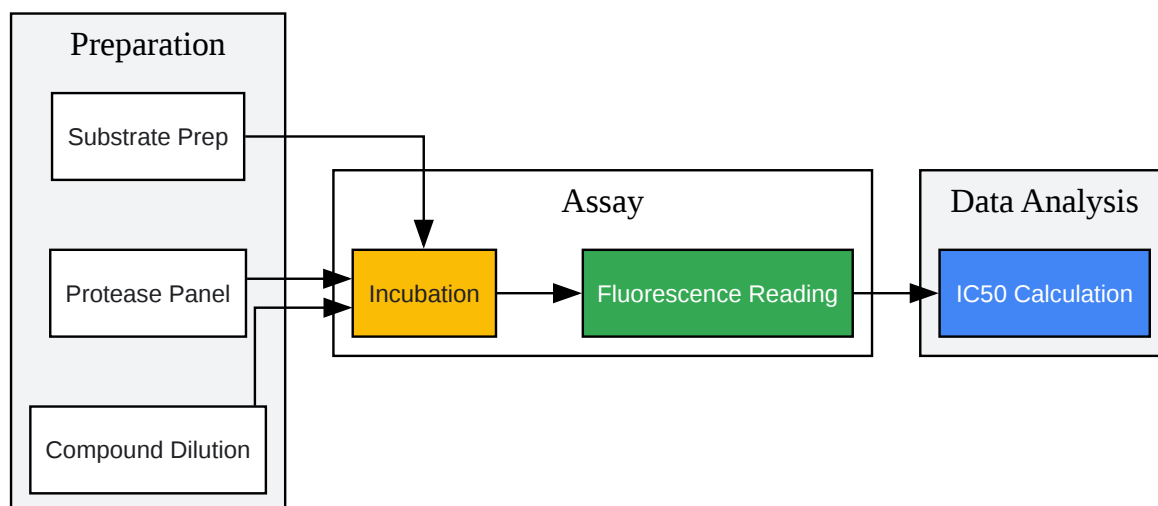 Preparation
Substrate Prep
Protease Panel
Compound Dilution
Assay
Incubation
Fluorescence Reading
Data Analysis
IC50 Calculation